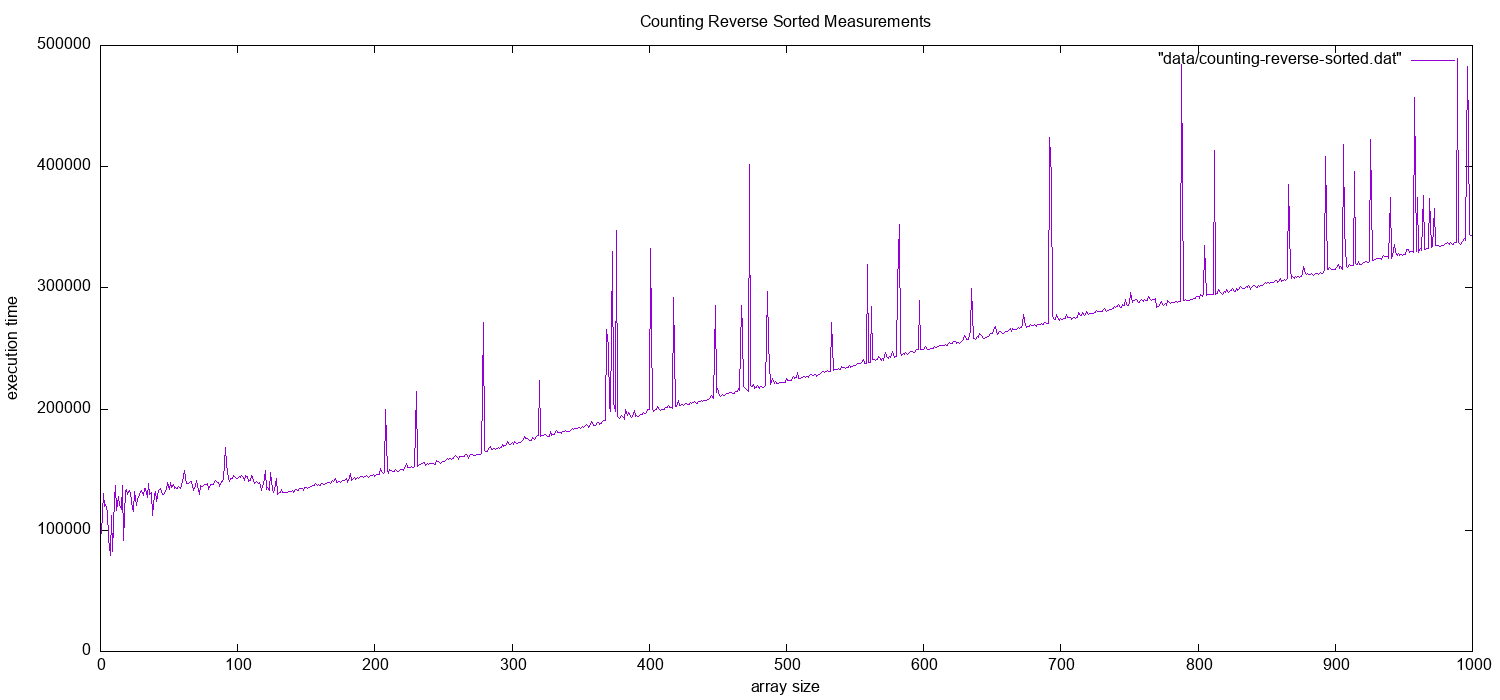 Counting Reverse Sorted Measurements
500000
"data/counting-reverse-sorted.dat"
400000
300000
execution time
200000
100000
0
0 100 200 300 400 500 600 700 800 900 1000
array size